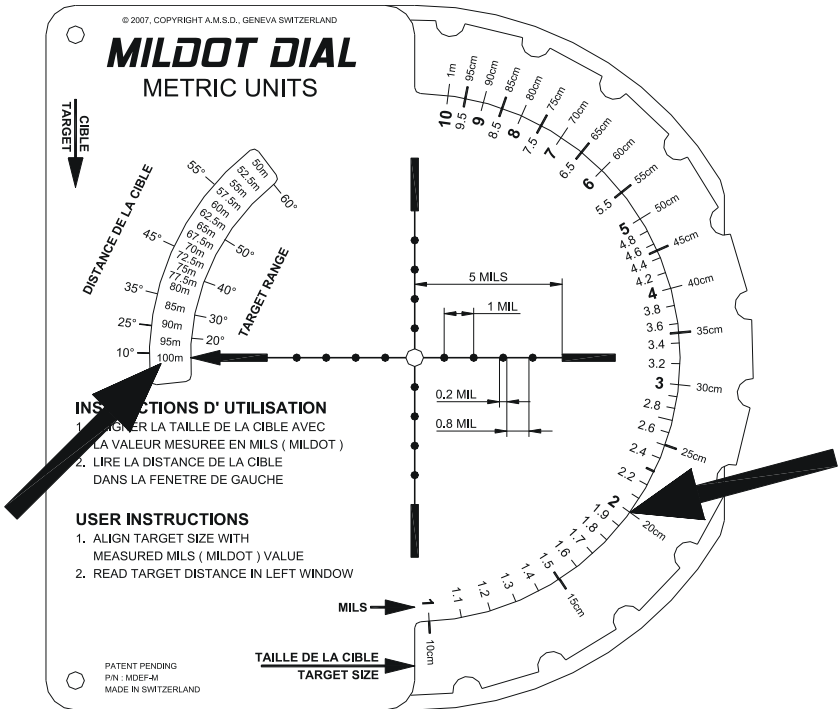 © 2007, COPYRIGHT A.M.S.D., GENEVA SWITZERLAND
MILDOT DIAL
METRIC UNITS
CIBLE
TARGET
DISTANCE DE LA CIBLE
55°
45°
35°
25°
10°
50m
52.5m
55m
57.5m
60m
62.5m
65m
67.5m
70m
72.5m
75m
77.5m
80m
85m
90m
95m
100m
60°
50°
40°
30°
20°
TARGET RANGE
5 MILS
1 MIL
0.2 MIL
0.8 MIL
1m
95cm
90cm
85cm
80cm
75cm
70cm
65cm
60cm
55cm
50cm
45cm
40cm
35cm
30cm
25cm
20cm
15cm
10cm
10
9.5
9
8.5
8
7.5
7
6.5
6
5.5
5
4.8
4.6
4.4
4.2
4
3.8
3.6
3.4
3.2
3
2.8
2.6
2.4
2.2
2
1.9
1.8
1.7
1.6
1.5
1.4
1.3
1.2
1.1
1
D' UTILISATION
1. LA TAILLE DE LA CIBLE AVEC
LA VALEUR MESUREE EN MILS ( MILDOT )
2. LIRE LA DISTANCE DE LA CIBLE
DANS LA FENETRE DE GAUCHE
USER INSTRUCTIONS
1. ALIGN TARGET SIZE WITH
MEASURED MILS ( MILDOT ) VALUE
2. READ TARGET DISTANCE IN LEFT WINDOW
MILS
TAILLE DE LA CIBLE
TARGET SIZE
PATENT PENDING
P/N : MDEF-M
MADE IN SWITZERLAND